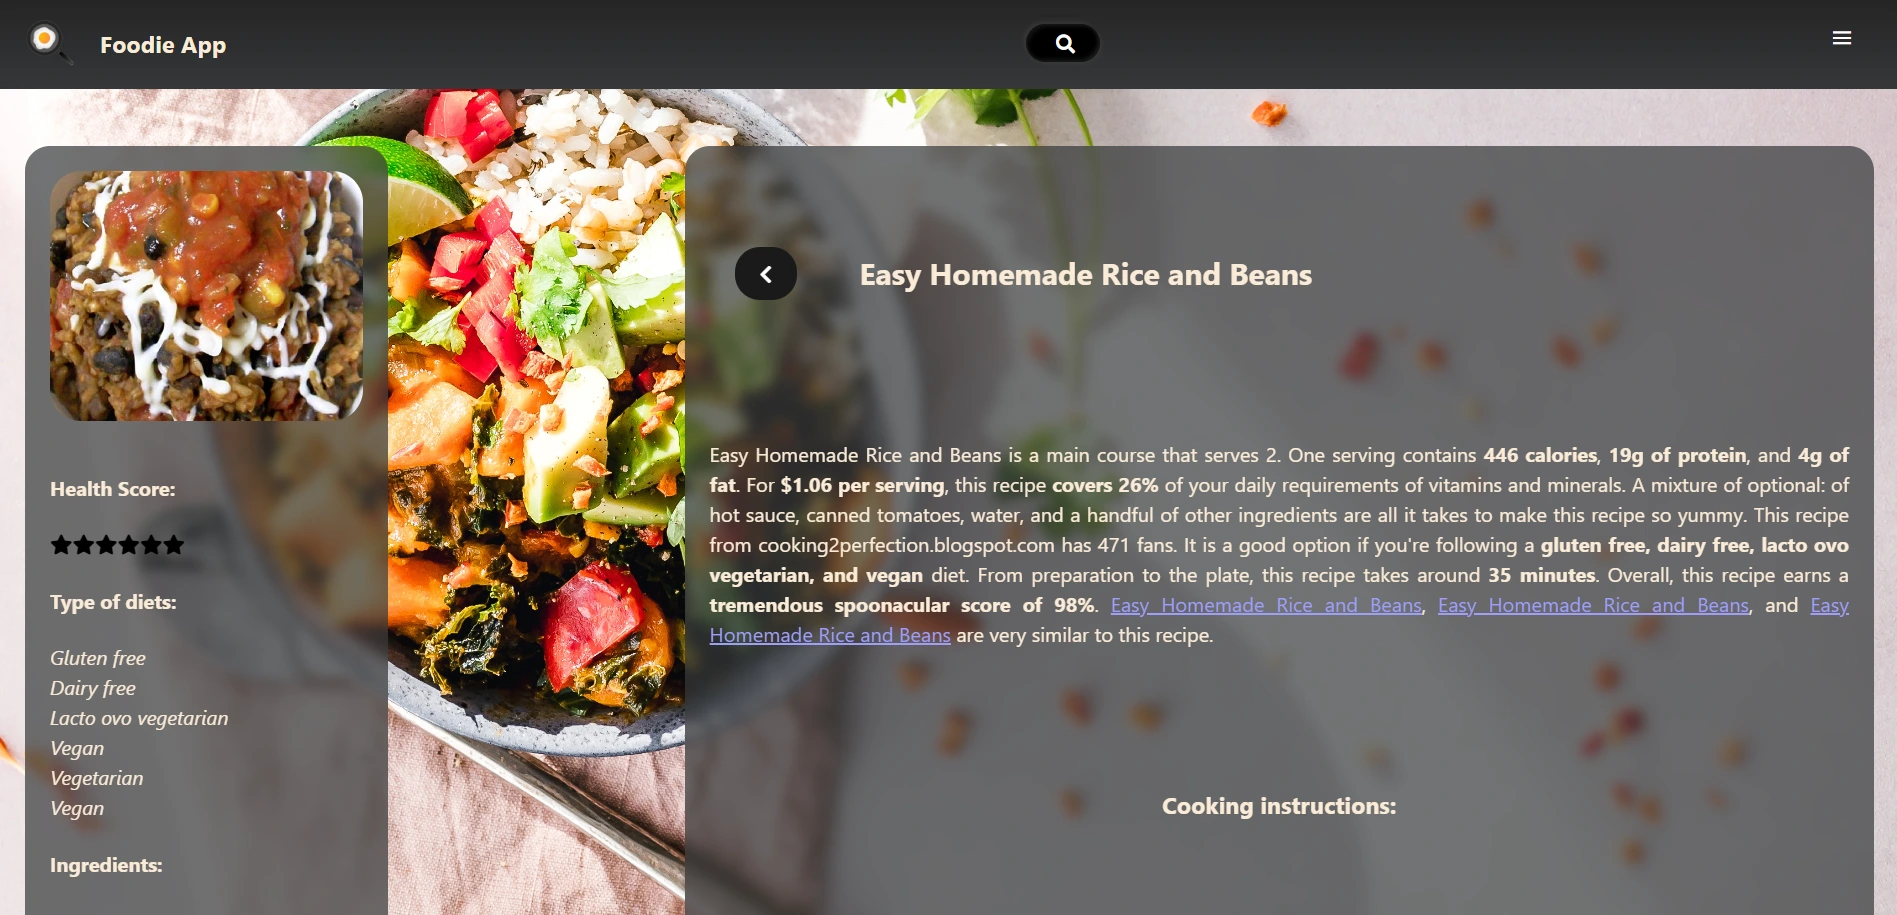 Foodie App
Health Score:
Type of diets:
Gluten free
Dairy free
Lacto ovo vegetarian
Vegan
Vegetarian
Vegan
Ingredients:
Easy Homemade Rice and Beans
Easy Homemade Rice and Beans is a main course that serves 2. One serving contains 446 calories, 19g of protein, and 4g of
fat. For $1.06 per serving, this recipe covers 26% of your daily requirements of vitamins and minerals. A mixture of optional: of
hot sauce, canned tomatoes, water, and a handful of other ingredients are all it takes to make this recipe so yummy. This recipe
from cooking2perfection.blogspot.com has 471 fans. It is a good option if you're following a gluten free, dairy free, lacto ovo
vegetarian, and vegan diet. From preparation to the plate, this recipe takes around 35 minutes. Overall, this recipe earns a
tremendous spoonacular score of 98%. Easy Homemade Rice and Beans, Easy Homemade Rice and Beans, and Easy
Homemade Rice and Beans are very similar to this recipe.
Cooking instructions: